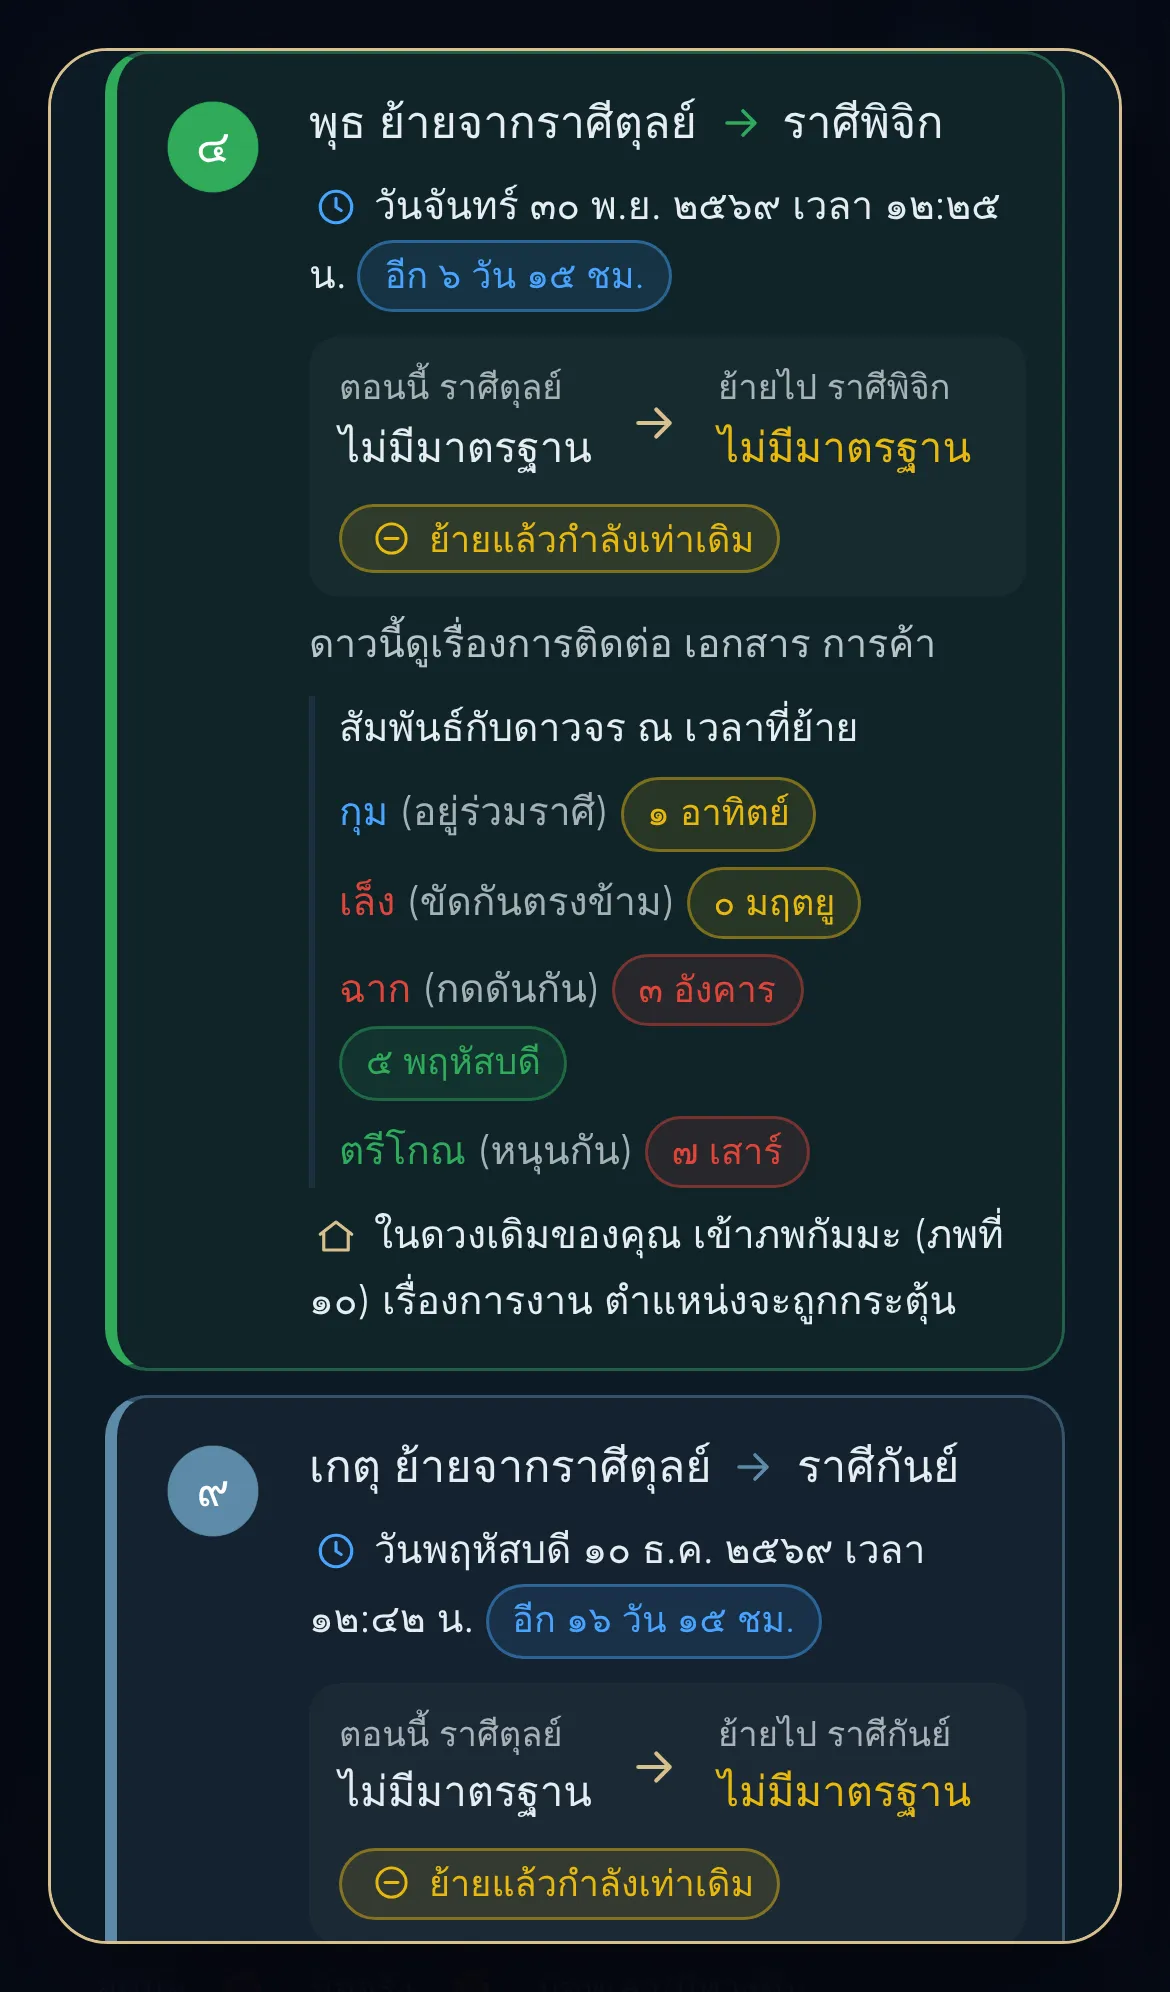 ๔
พุธ ย้ายจากราศีตุลย์ → ราศีพิจิก
วันจันทร์ ๓๐ พ.ย. ๒๕๖๙ เวลา ๑๒:๒๕
น. อีก ๖ วัน ๑๕ ชม.
ตอนนี้ ราศีตุลย์
ไม่มีมาตรฐาน
→
ย้ายไป ราศีพิจิก
ไม่มีมาตรฐาน
ย้ายแล้วกำลังเท่าเดิม
ดาวนี้ดูเรื่องการติดต่อ เอกสาร การค้า
สัมพันธ์กับดาวจร ณ เวลาที่ย้าย
กุม (อยู่ร่วมราศี) ๑ อาทิตย์
เล็ง (ขัดกันตรงข้าม) ๐ มฤตยู
ฉาก (กดดันกัน) ๓ อังคาร
๕ พฤหัสบดี
ตรีโกณ (หนุนกัน) ๗ เสาร์
ในดวงเดิมของคุณ เข้าภพกัมมะ (ภพที่
๑๐) เรื่องการงาน ตำแหน่งจะถูกกระตุ้น
๙
เกตุ ย้ายจากราศีตุลย์ → ราศีกันย์
วันพฤหัสบดี ๑๐ ธ.ค. ๒๕๖๙ เวลา
๑๒:๔๒ น. อีก ๑๖ วัน ๑๕ ชม.
ตอนนี้ ราศีตุลย์
ไม่มีมาตรฐาน
→
ย้ายไป ราศีกันย์
ไม่มีมาตรฐาน
ย้ายแล้วกำลังเท่าเดิม